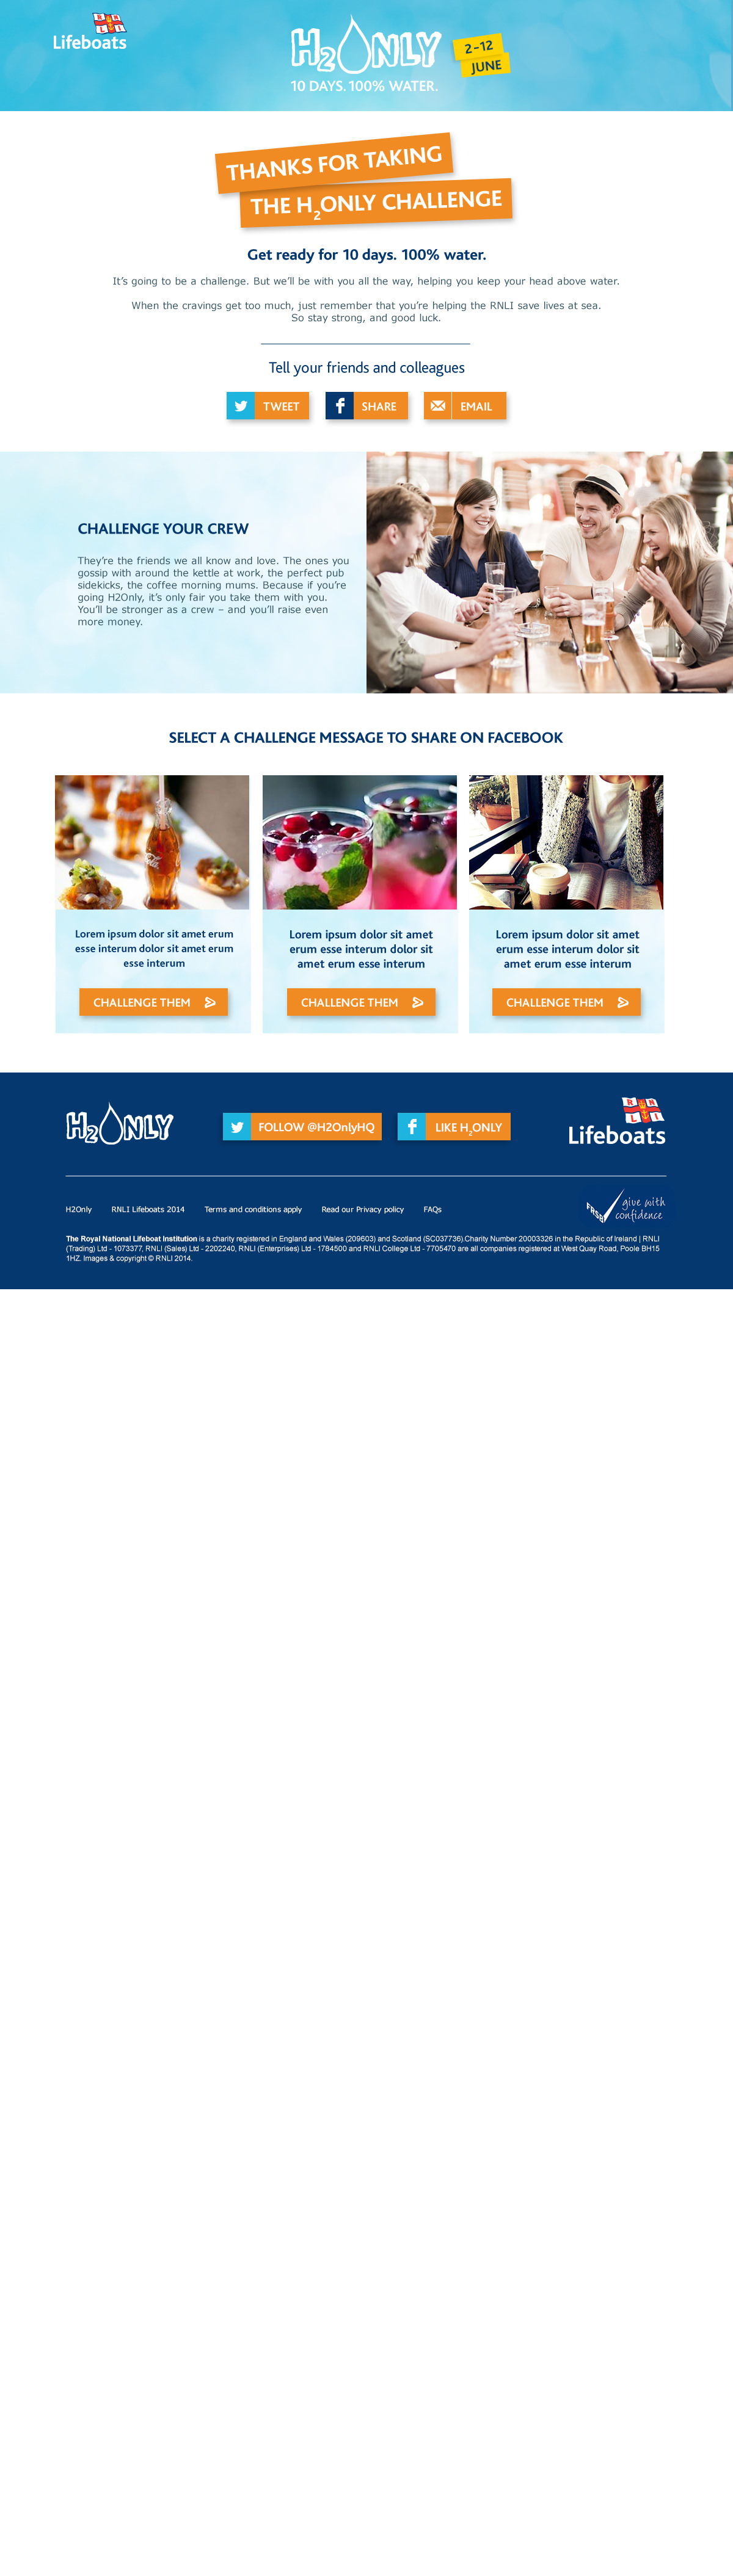 R N
L I
Lifeboats
H2ONLY
10 DAYS. 100% WATER.
2-12
JUNE
THANKS FOR TAKING
THE H2ONLY CHALLENGE
Get ready for 10 days. 100% water.
It's going to be a challenge. But we'll be with you all the way, helping you keep your head above water.
When the cravings get too much, just remember that you're helping the RNLI save lives at sea.
So stay strong, and good luck.
Tell your friends and colleagues
TWEET
SHARE
EMAIL
CHALLENGE YOUR CREW
They're the friends we all know and love. The ones you
gossip with around the kettle at work, the perfect pub
sidekicks, the coffee morning mums. Because if you're
going H2Only, it's only fair you take them with you.
You'll be stronger as a crew – and you'll raise even
more money.
SELECT A CHALLENGE MESSAGE TO SHARE ON FACEBOOK
Lorem ipsum dolor sit amet erum
esse interum dolor sit amet erum
esse interum
CHALLENGE THEM
Lorem ipsum dolor sit amet
erum esse interum dolor sit
amet erum esse interum
CHALLENGE THEM
Lorem ipsum dolor sit amet
erum esse interum dolor sit
amet erum esse interum
CHALLENGE THEM
H2ONLY
FOLLOW @H2OnlyHQ
LIKE H2ONLY
R N
L I
Lifeboats
H2Only RNLI Lifeboats 2014 Terms and conditions apply Read our Privacy policy FAQs
FRSB give with
confidence
The Royal National Lifeboat Institution is a charity registered in England and Wales (209603) and Scotland (SC037736).Charity Number 20003326 in the Republic of Ireland | RNLI
(Trading) Ltd - 1073377, RNLI (Sales) Ltd - 2202240, RNLI (Enterprises) Ltd - 1784500 and RNLI College Ltd - 7705470 are all companies registered at West Quay Road, Poole BH15
1HZ. Images & copyright © RNLI 2014.